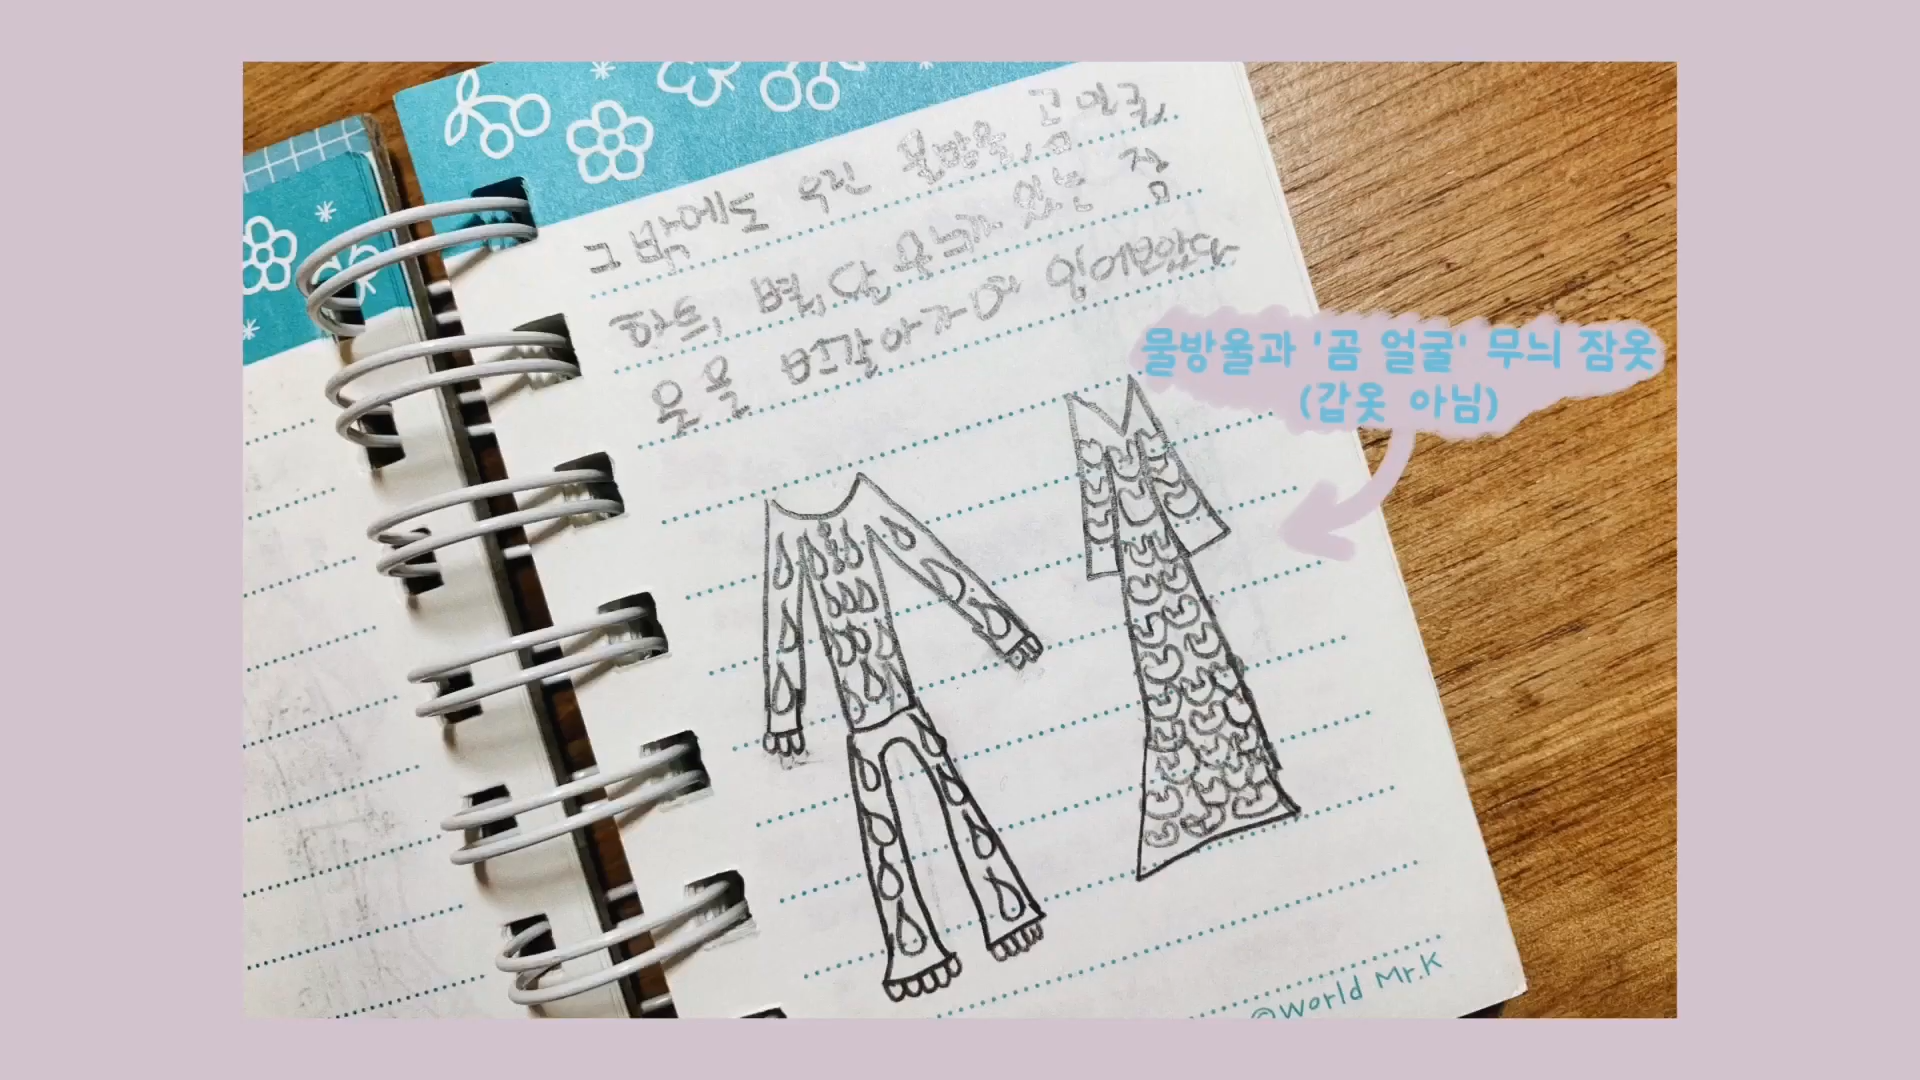 그밖에도 우린 물방울, 곰얼굴,
하트, 별, 달 무늬가 있는 잠
옷을 번갈아가며 입어보았다
물방울과 '곰 얼굴' 무늬 잠옷
(갑옷 아님)
©World Mr.K